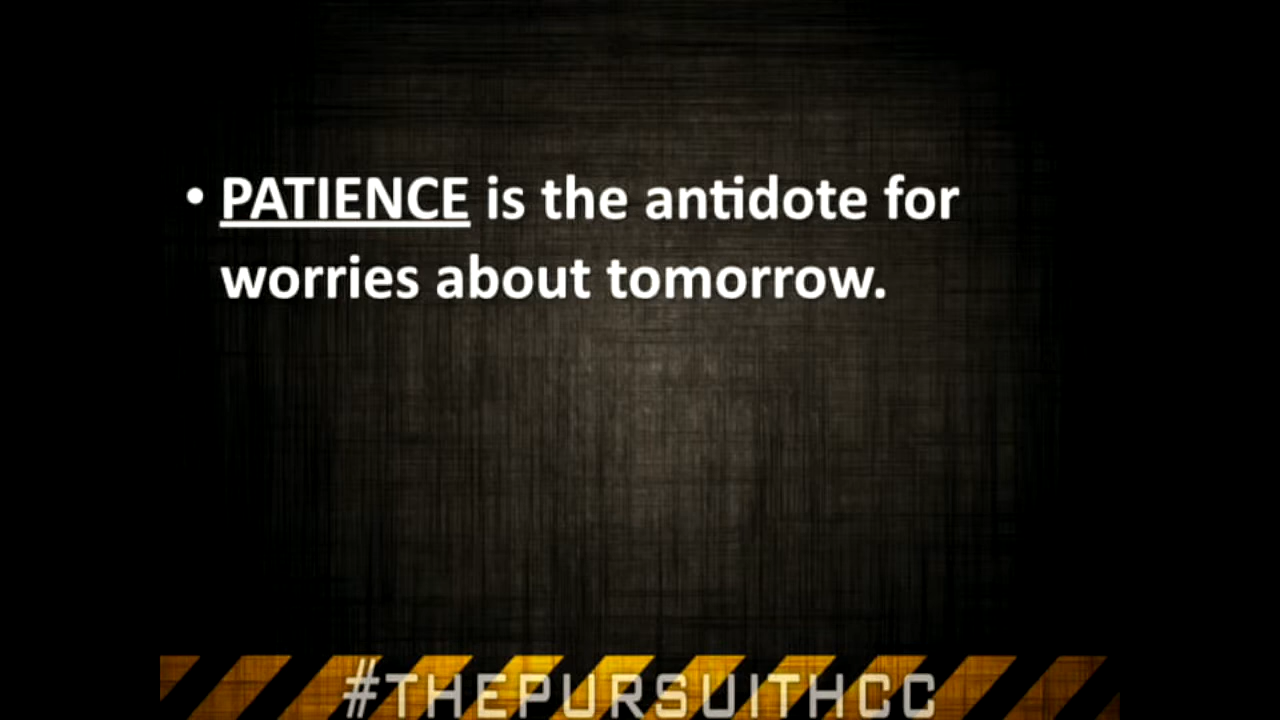 • PATIENCE is the antidote for
worries about tomorrow.
#THEPURSUITHCC